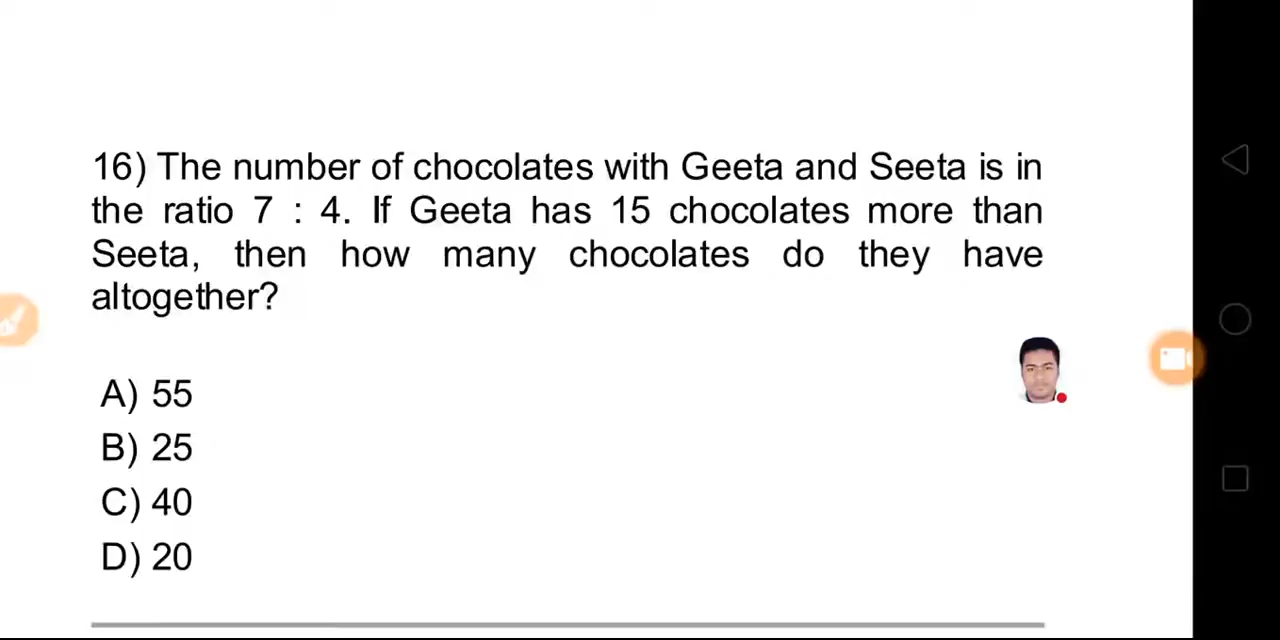 16) The number of chocolates with Geeta and Seeta is in
the ratio 7 : 4. If Geeta has 15 chocolates more than
Seeta, then how many chocolates do they have
altogether?
A) 55
B) 25
C) 40
D) 20